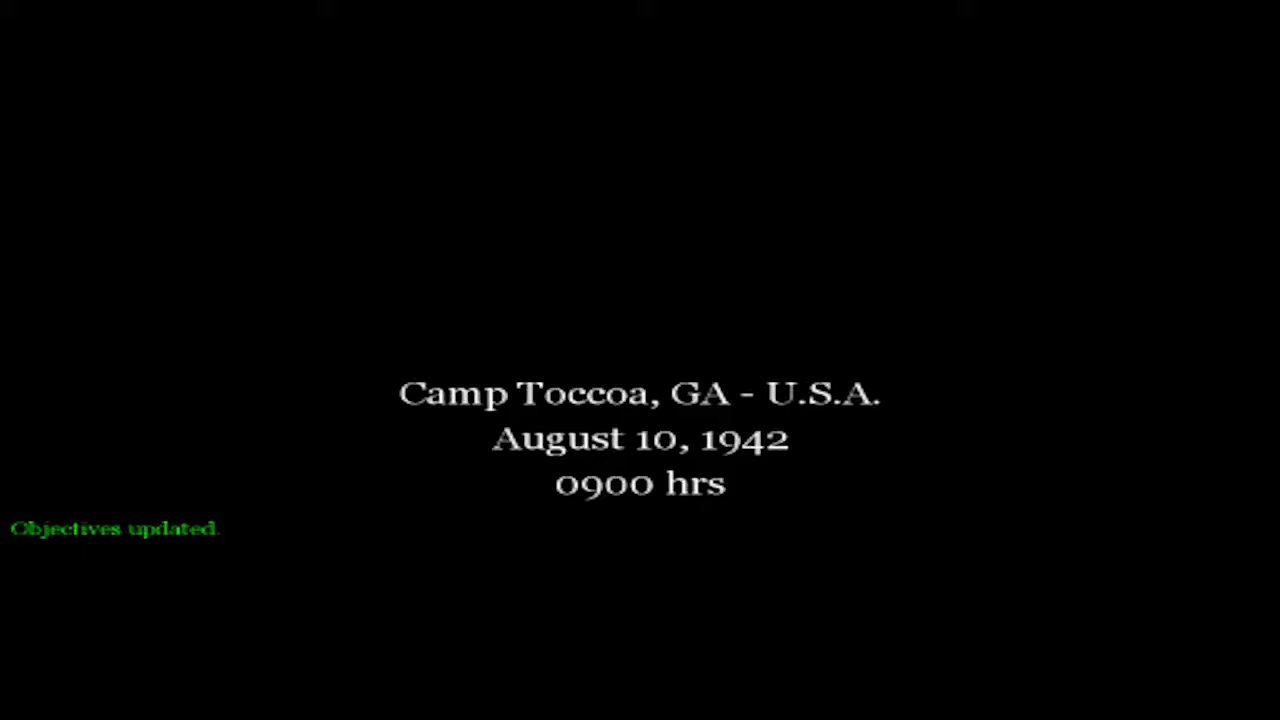 Camp Toccoa, GA - U.S.A.
August 10, 1942
0900 hrs
Objectives updated.